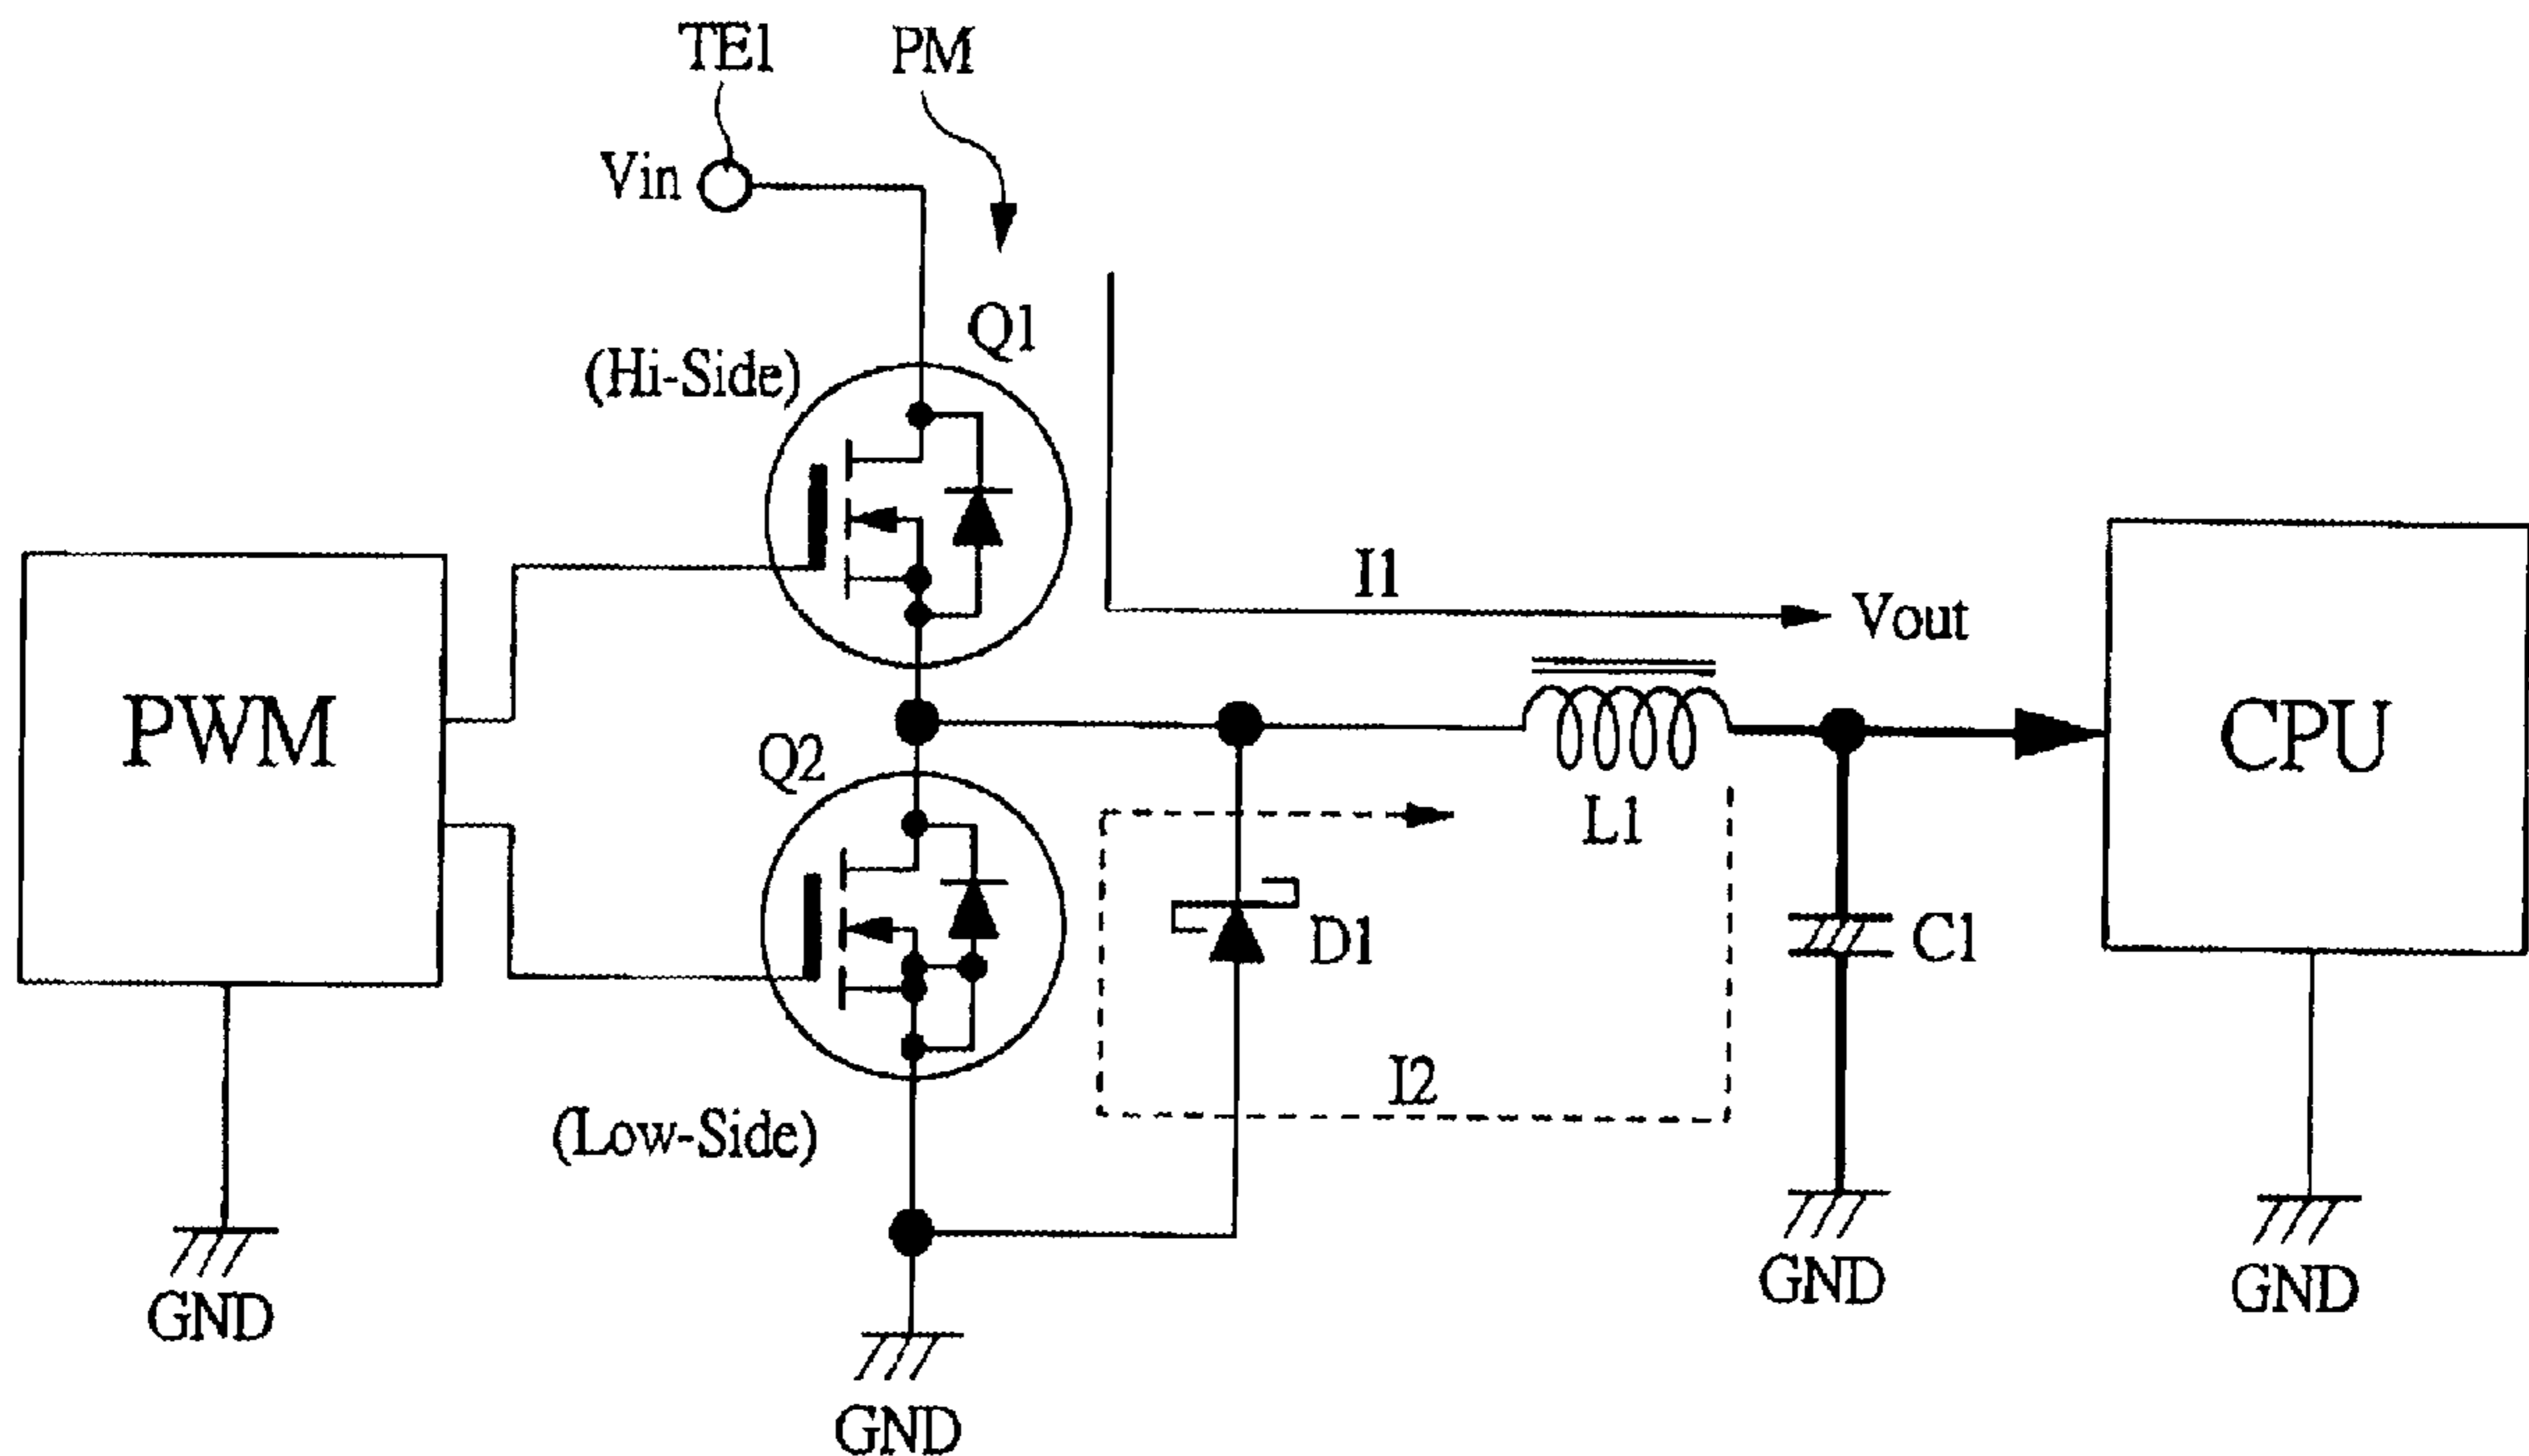 TE1
PM
Vin
Q1
(Hi-Side)
I1
Vout
PWM
Q2
CPU
L1
D1
C1
I2
(Low-Side)
GND
GND
GND
GND